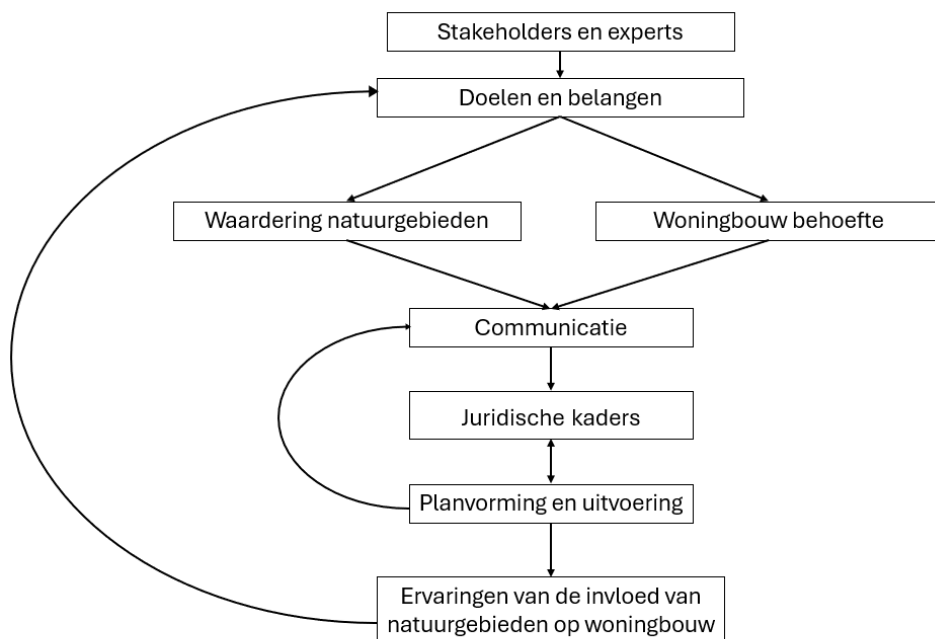 Stakeholders en experts
Doelen en belangen
Waardering natuurgebieden
Woningbouw behoefte
Communicatie
Juridische kaders
Planvorming en uitvoering
Ervaringen van de invloed van
natuurgebieden op woningbouw